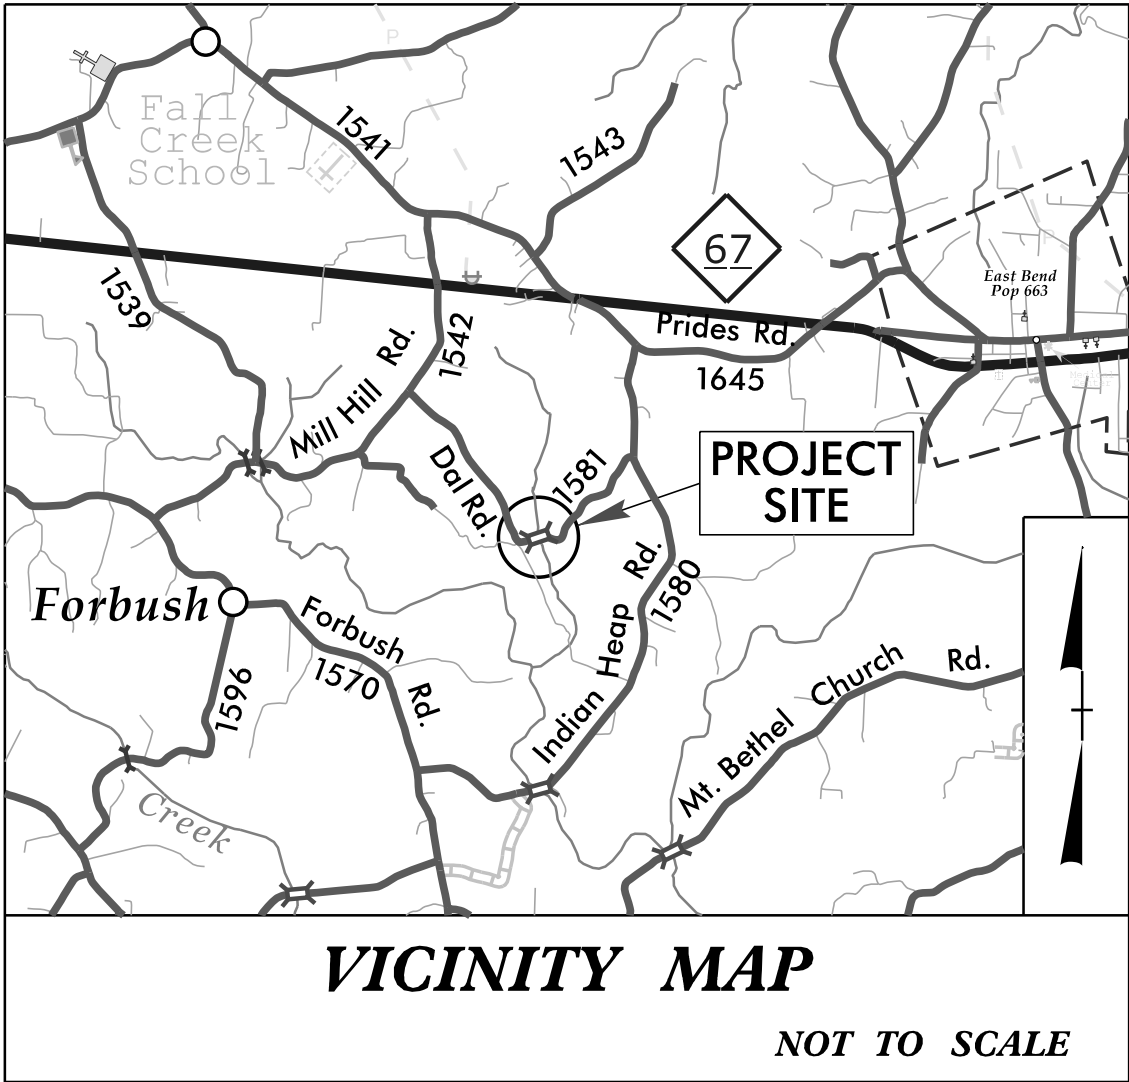 P
Fall
Creek
School
1541
1543
67
P
East Bend
Pop 663
1539
Mill Hill Rd.
1542
Prides Rd.
1645
Dal Rd.
1581
PROJECT
SITE
Indian Heap Rd.
1580
Forbush
Forbush Rd.
1570
1596
Mt. Bethel Church Rd.
Creek
VICINITY MAP
NOT TO SCALE